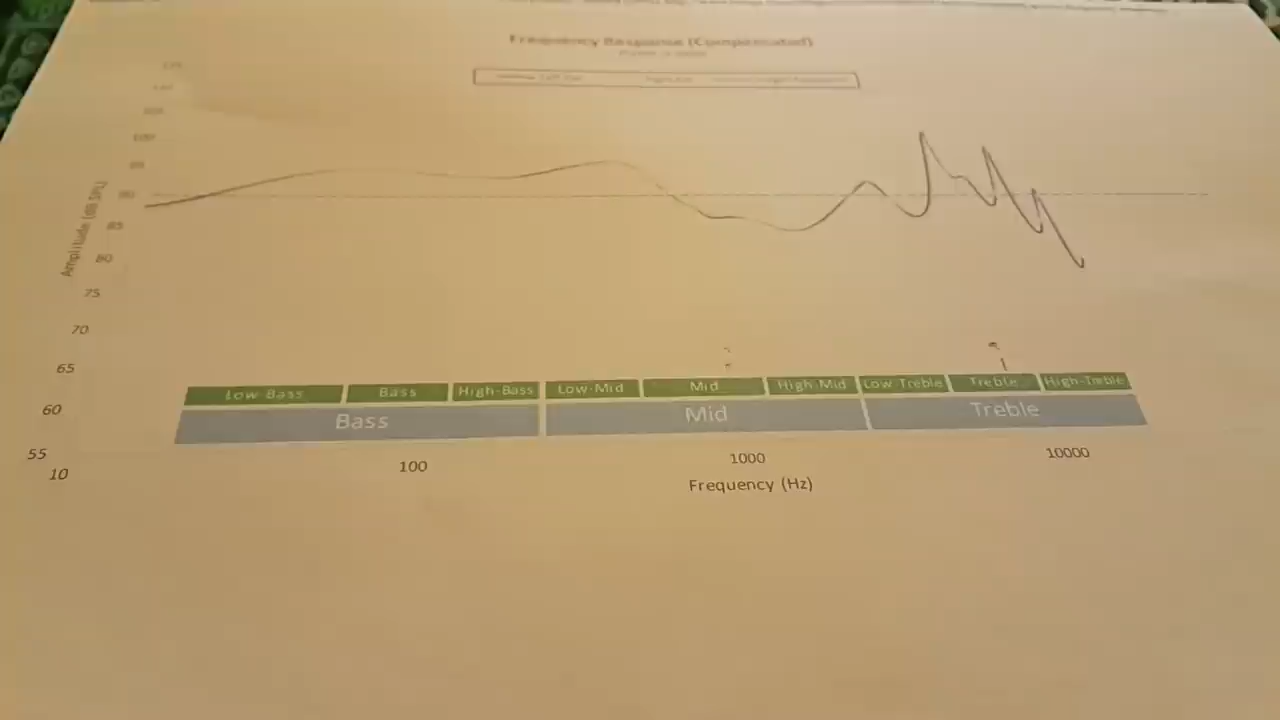 Frequency Response (Compensated)
100
90
85
80
75
70
65
60
55
Amplitude (dB SPL)
Low-Bass Bass High-Bass Low-Mid Mid High-Mid Low-Treble Treble High-Treble
Bass Mid Treble
10 100 1000 10000
Frequency (Hz)